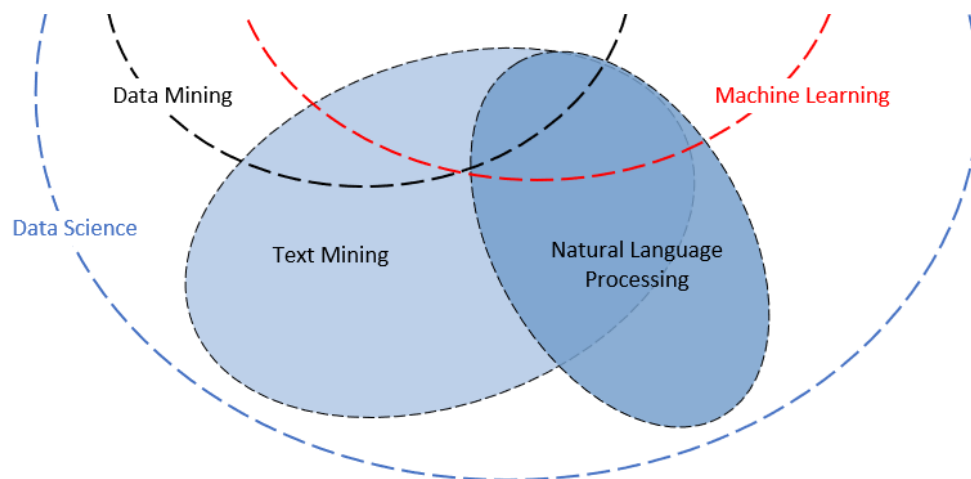 Data Mining
Machine Learning
Data Science
Text Mining
Natural Language
Processing